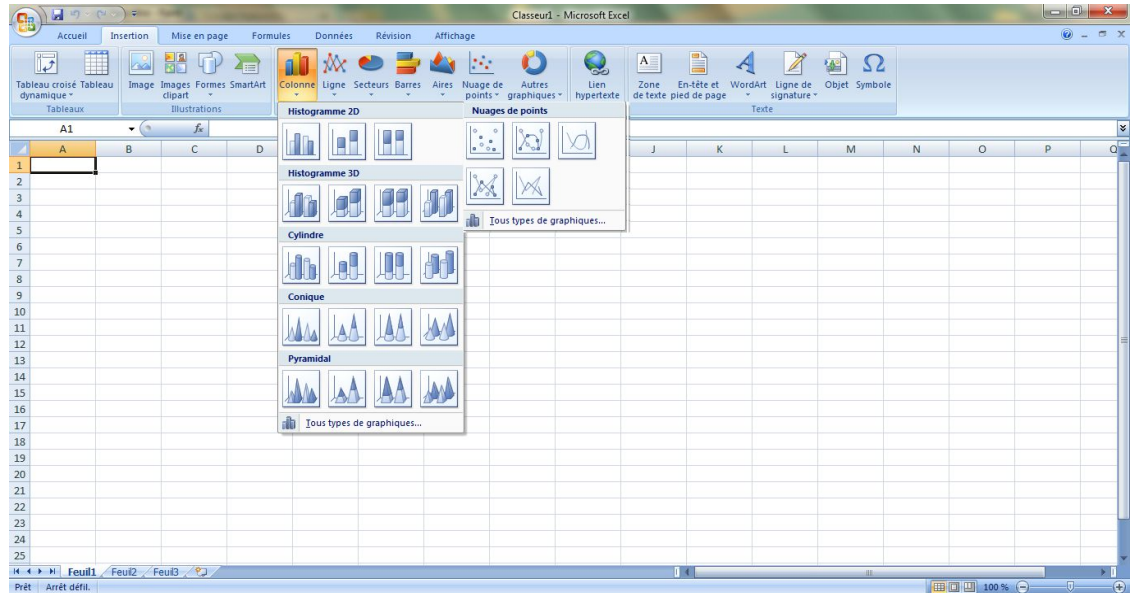 Classeur1 - Microsoft Excel
Accueil Insertion Mise en page Formules Données Révision Affichage
Tableau croisé dynamique Tableau Image Images clipart Formes SmartArt Colonne Ligne Secteurs Barres Aires Nuage de points Autres graphiques Lien hypertexte Zone de texte En-tête et pied de page WordArt Ligne de signature Objet Symbole
Tableaux Illustrations Texte
A1 fx
Histogramme 2D
Histogramme 3D
Cylindre
Conique
Pyramidal
Tous types de graphiques...
Nuages de points
Tous types de graphiques...
A B C D J K L M N O P Q
1
2
3
4
5
6
7
8
9
10
11
12
13
14
15
16
17
18
19
20
21
22
23
24
25
Feuil1 Feuil2 Feuil3
Prêt Arrêt défil. 100 %